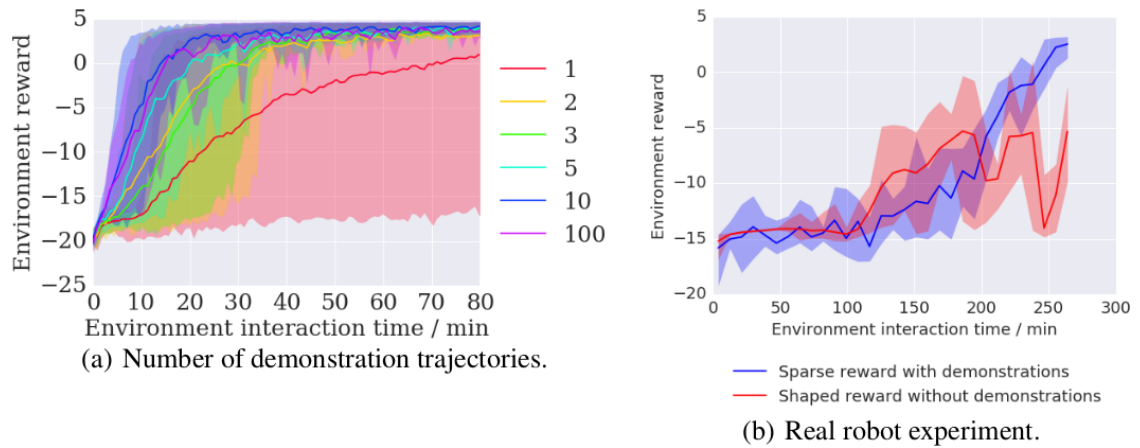 5
0
−5
−10
−15
−20
−25
Environment reward
0 10 20 30 40 50 60 70 80
Environment interaction time / min
1
2
3
5
10
100
(a) Number of demonstration trajectories.
5
0
−5
−10
−15
−20
Environment reward
0 50 100 150 200 250 300
Environment interaction time / min
Sparse reward with demonstrations
Shaped reward without demonstrations
(b) Real robot experiment.